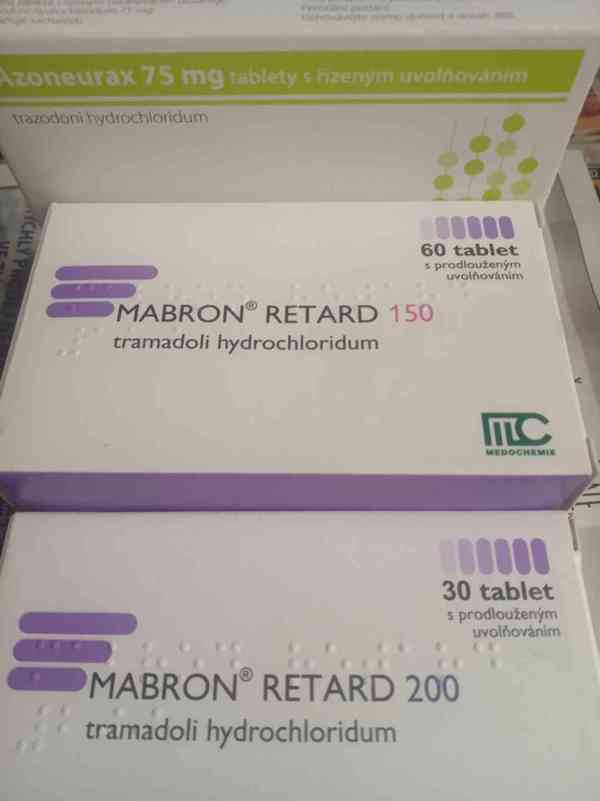 Azoneurax 75 mg tablety s řízeným uvolňováním
trazodoni hydrochloridum
60 tablet
s prodlouženým
uvolňováním
MABRON® RETARD 150
tramadoli hydrochloridum
MC
MEDOCHEMIE
30 tablet
s prodlouženým
uvolňováním
MABRON® RETARD 200
tramadoli hydrochloridum